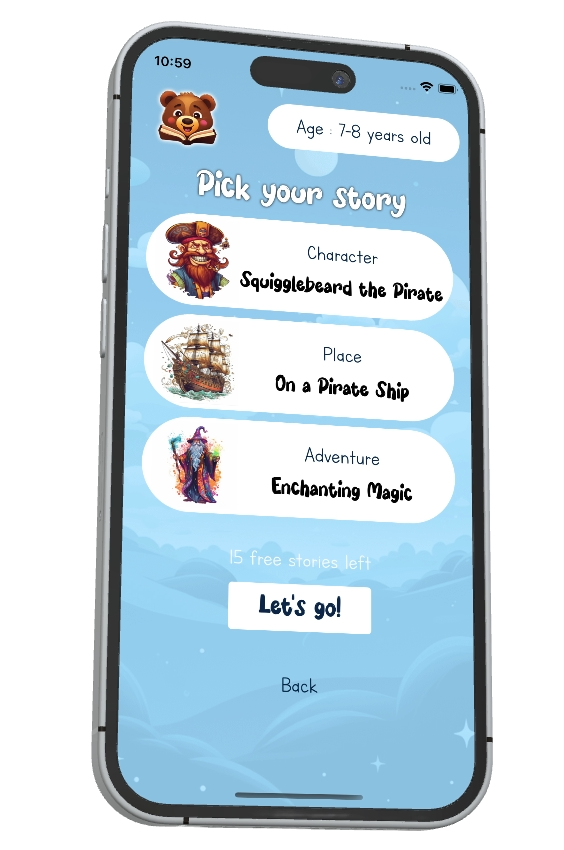 10:59
Age : 7-8 years old
Pick your story
Character
Squigglebeard the Pirate
Place
On a Pirate Ship
Adventure
Enchanting Magic
15 free stories left
Let's go!
Back